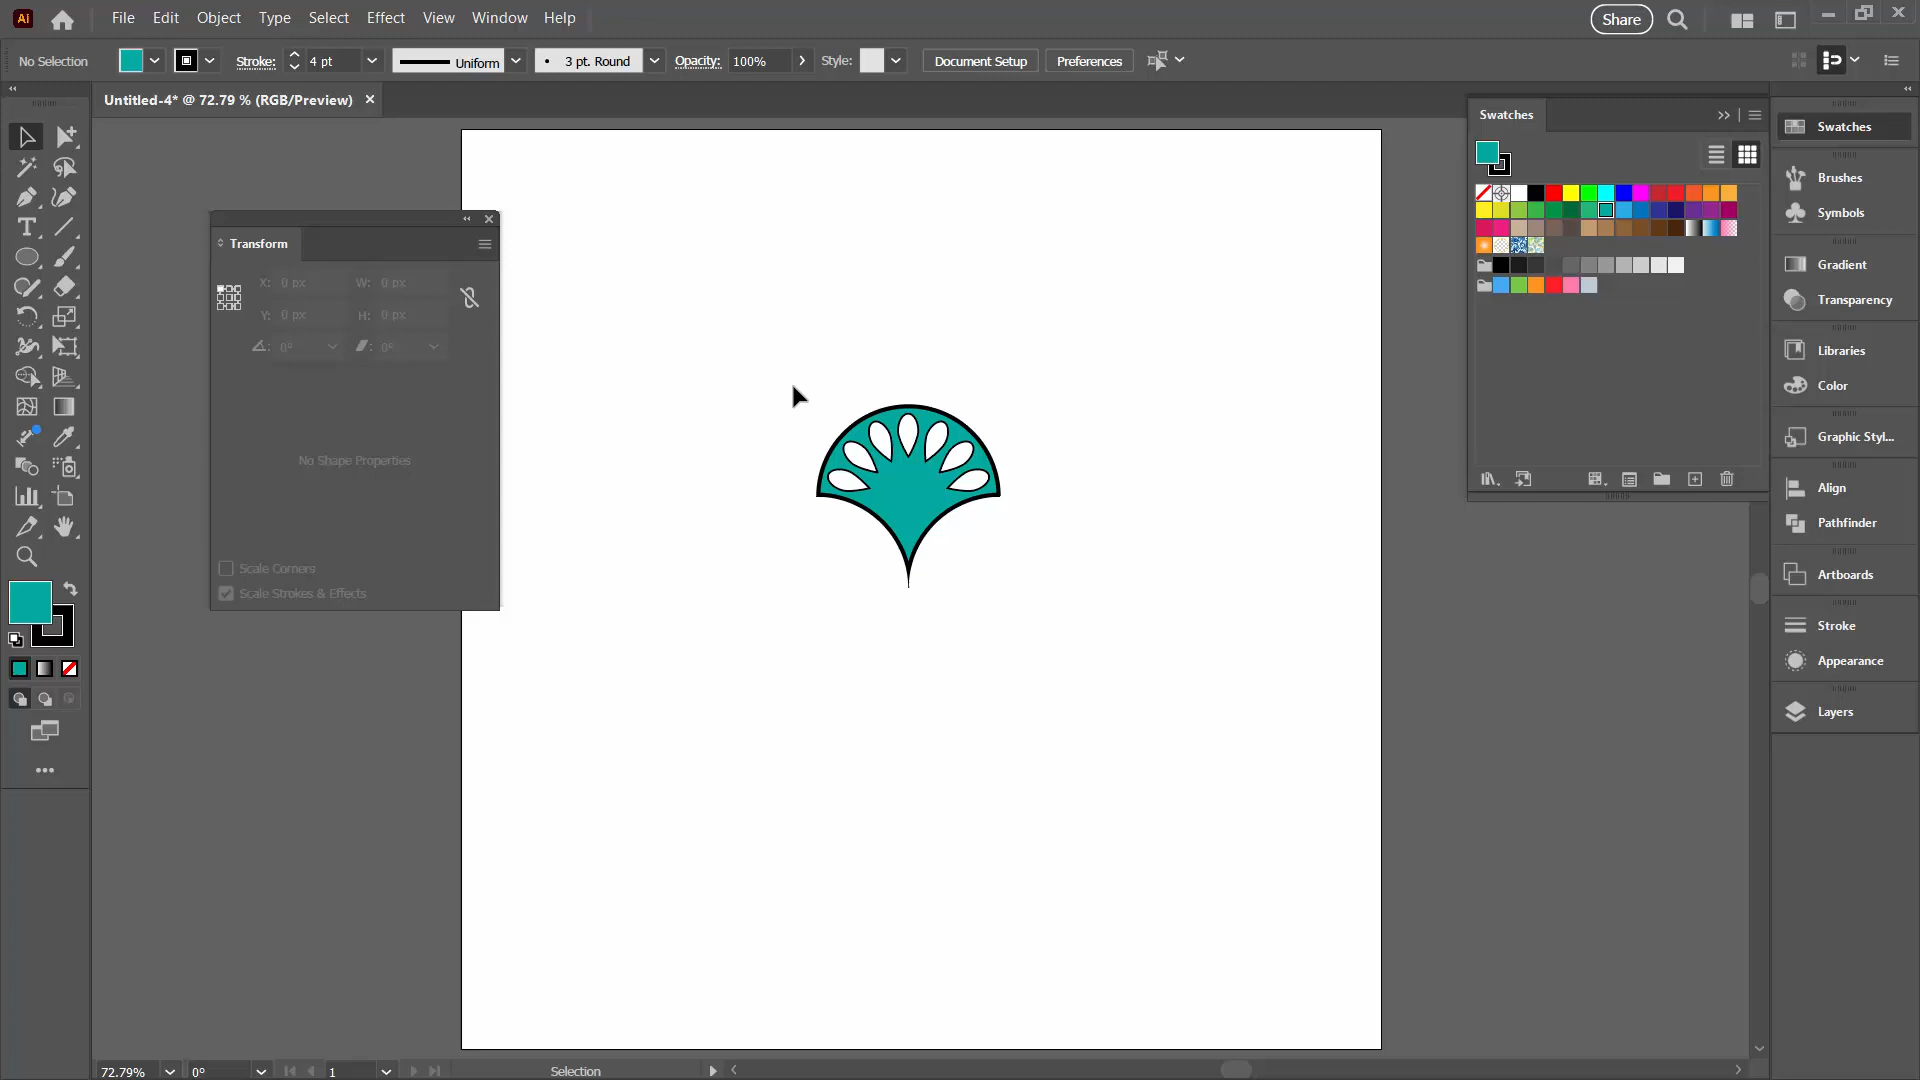 Ai File Edit Object Type Select Effect View Window Help Share
No Selection Stroke: 4 pt Uniform 3 pt. Round Opacity: 100% Style: Document Setup Preferences
Untitled-4* @ 72.79 % (RGB/Preview)
Swatches
Swatches
Brushes
Symbols
Gradient
Transparency
Libraries
Color
Graphic Styl...
Align
Pathfinder
Artboards
Stroke
Appearance
Layers
Transform
X: 0 px W: 0 px
Y: 0 px H: 0 px
0° 0°
No Shape Properties
Scale Corners
Scale Strokes & Effects
72.79% 0° 1 Selection